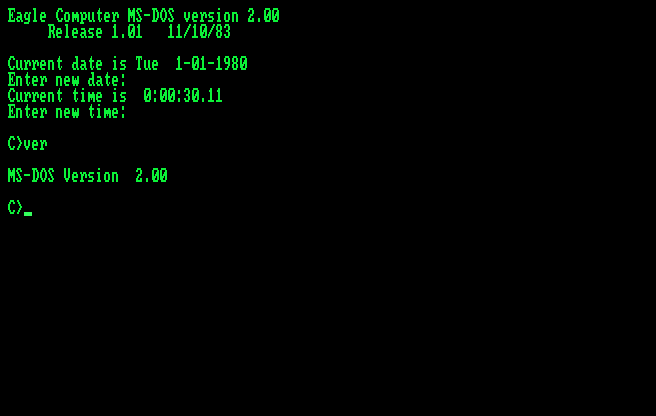 Eagle Computer MS-DOS version 2.00
Release 1.01   11/10/83
Current date is Tue  1-01-1980
Enter new date:
Current time is  0:00:30.11
Enter new time:
C>ver
MS-DOS Version  2.00
C>_